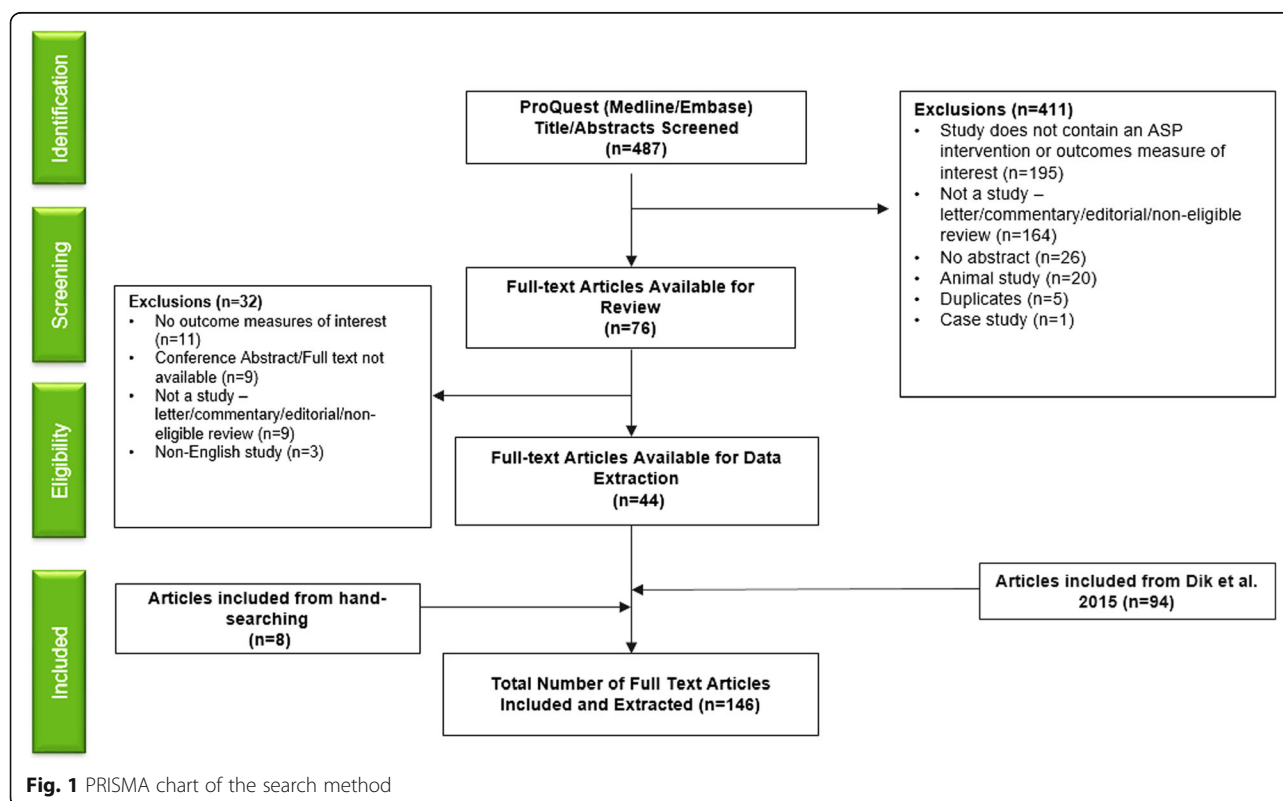 Identification
ProQuest (Medline/Embase)
Title/Abstracts Screened
(n=487)
Exclusions (n=411)
• Study does not contain an ASP
intervention or outcomes measure of
interest (n=195)
• Not a study –
letter/commentary/editorial/non-eligible
review (n=164)
• No abstract (n=26)
• Animal study (n=20)
• Duplicates (n=5)
• Case study (n=1)
Screening
Full-text Articles Available for
Review
(n=76)
Exclusions (n=32)
• No outcome measures of interest
(n=11)
• Conference Abstract/Full text not
available (n=9)
• Not a study –
letter/commentary/editorial/non-
eligible review (n=9)
• Non-English study (n=3)
Eligibility
Full-text Articles Available for Data
Extraction
(n=44)
Included
Articles included from hand-
searching
(n=8)
Articles included from Dik et al.
2015 (n=94)
Total Number of Full Text Articles
Included and Extracted (n=146)
Fig. 1 PRISMA chart of the search method